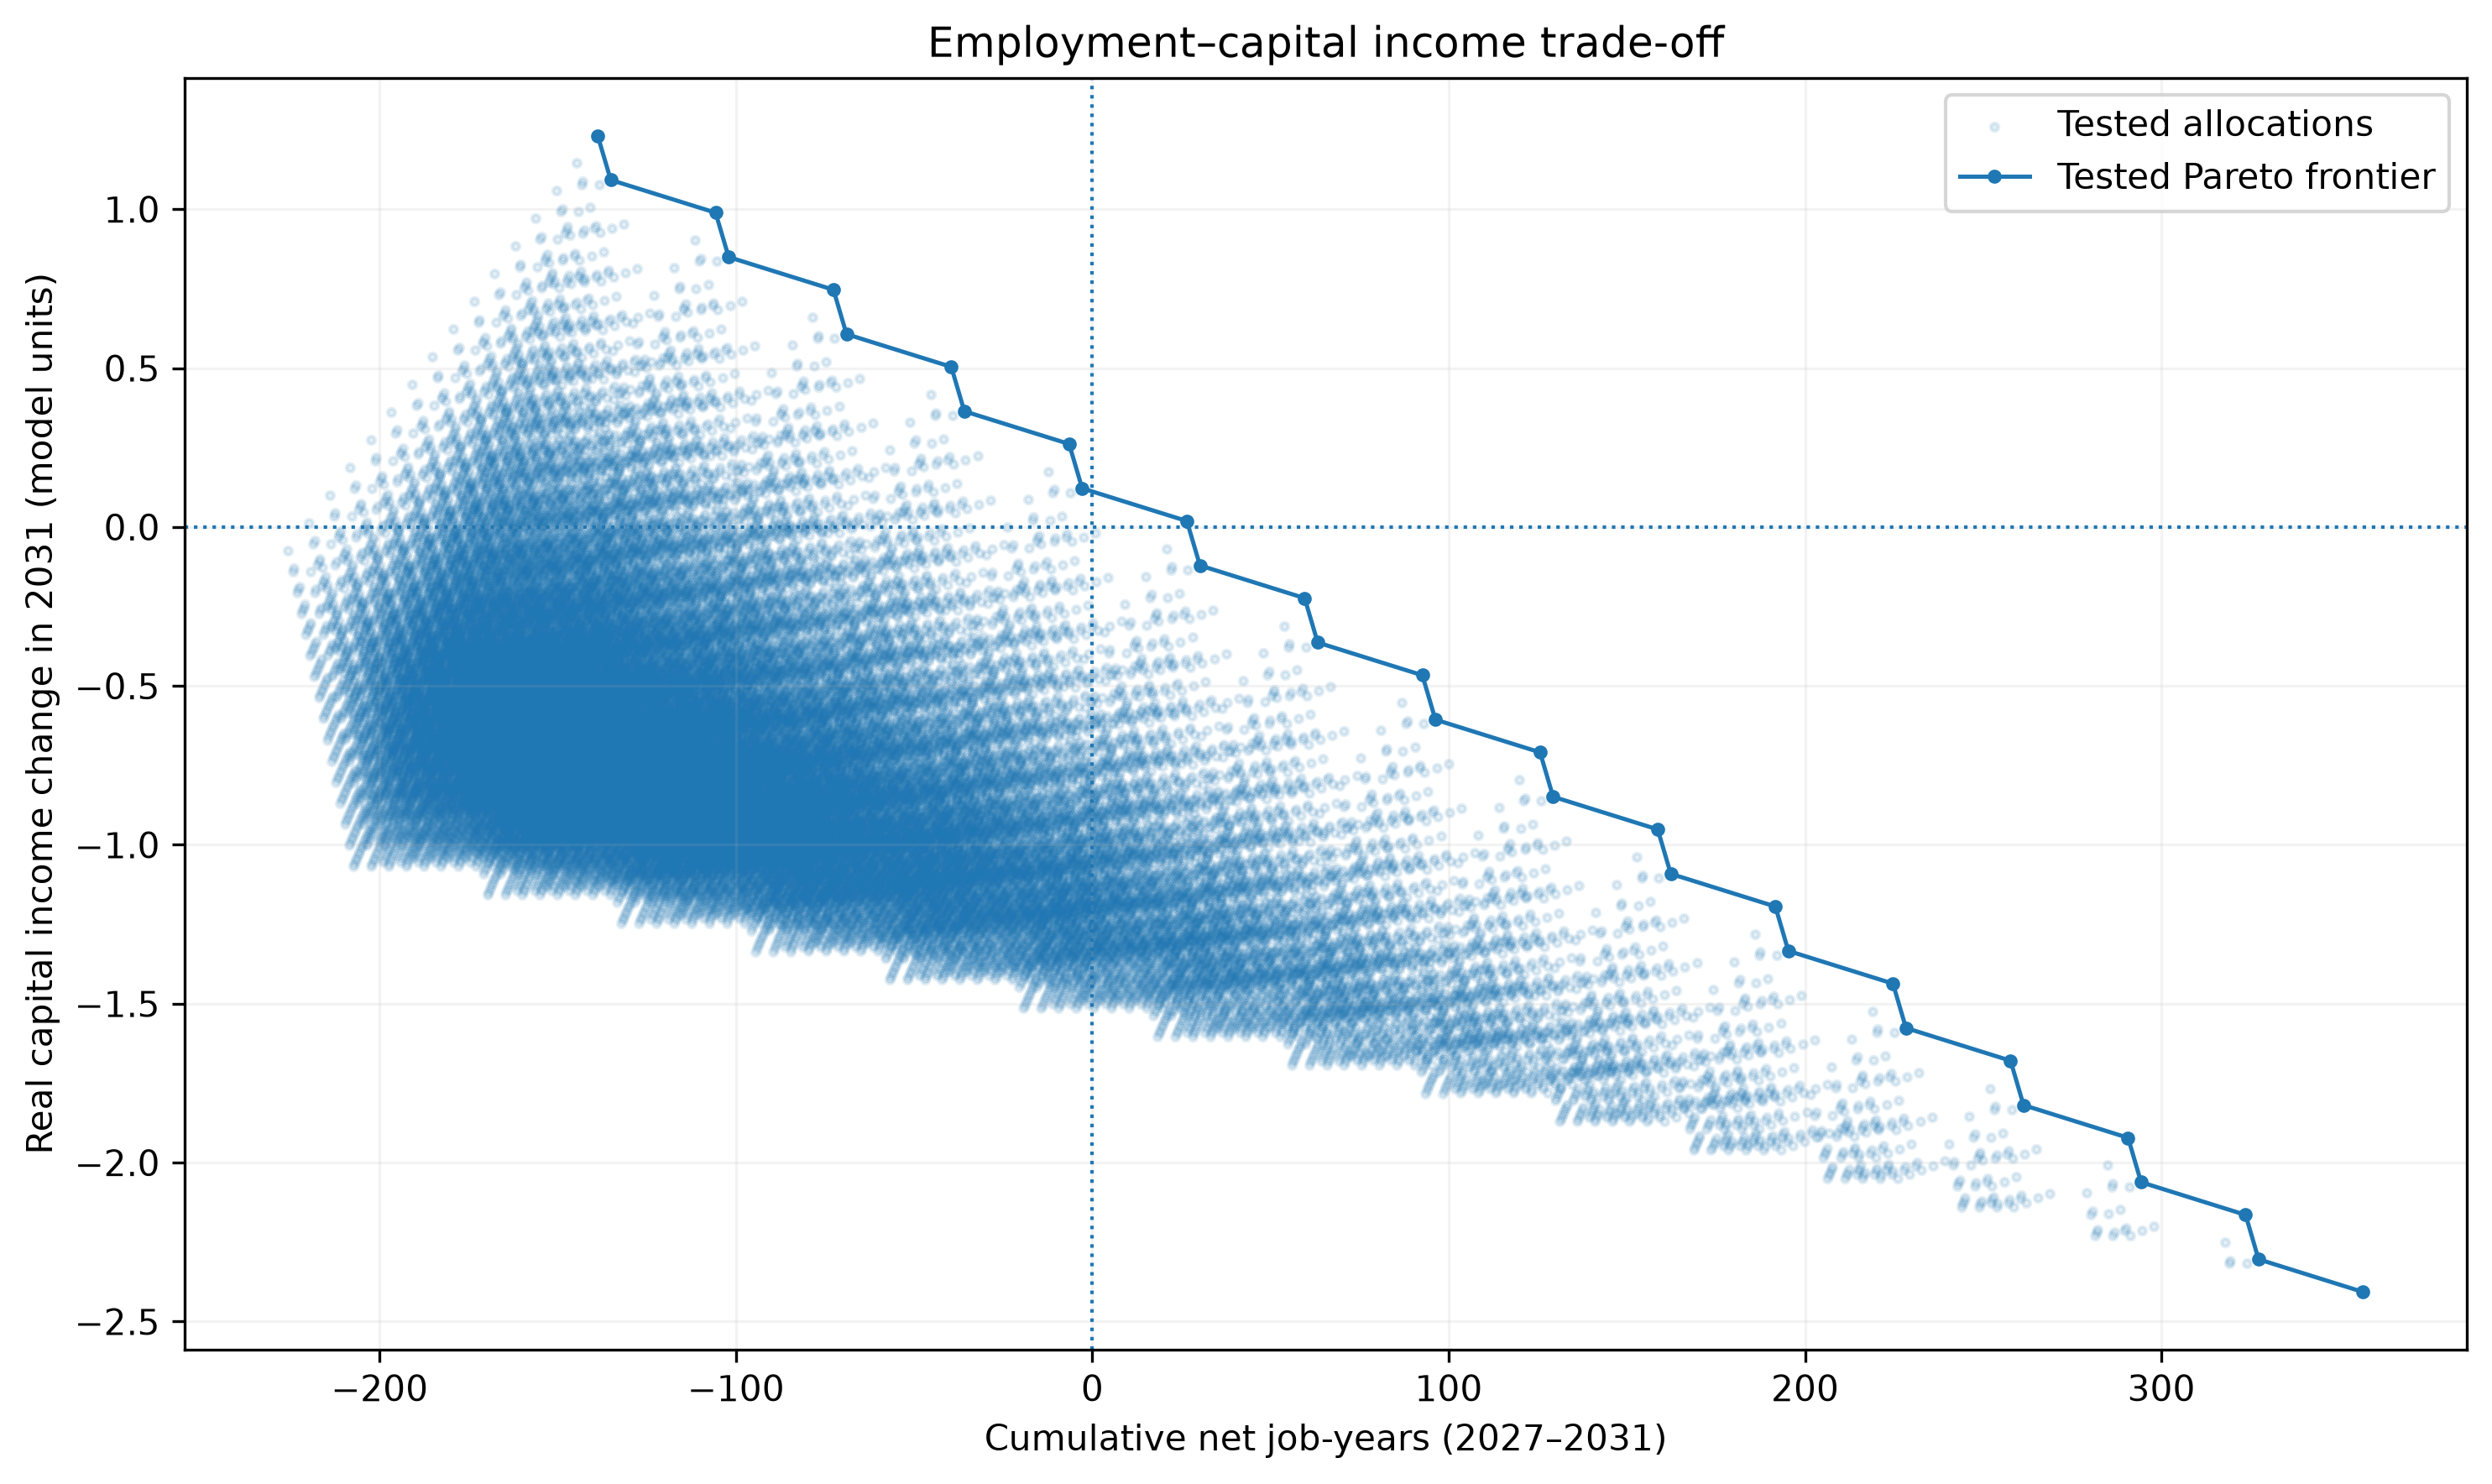 Employment–capital income trade-off
Tested allocations
Tested Pareto frontier
Real capital income change in 2031 (model units)
1.0
0.5
0.0
−0.5
−1.0
−1.5
−2.0
−2.5
−200
−100
0
100
200
300
Cumulative net job-years (2027–2031)